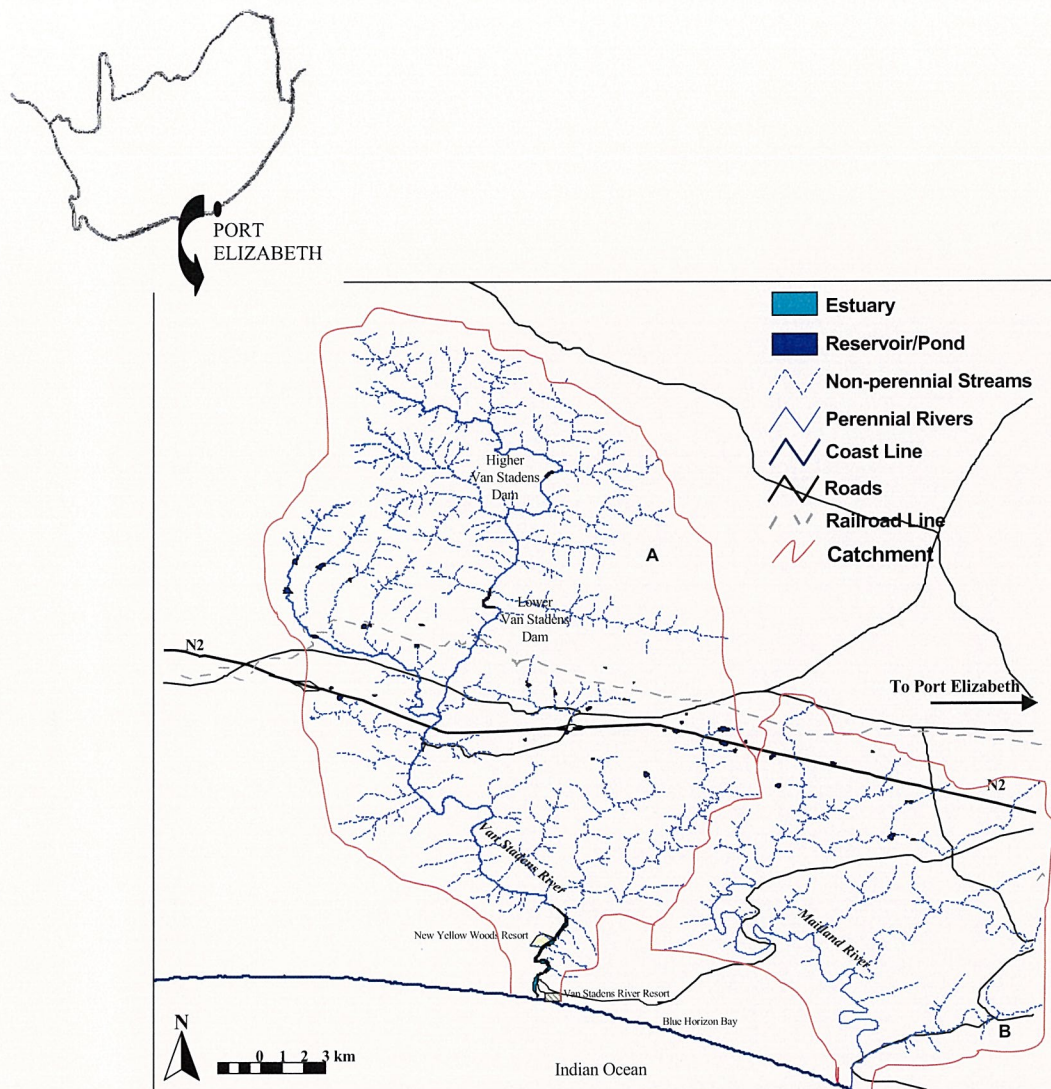 PORT
ELIZABETH
Estuary
Reservoir/Pond
Non-perennial Streams
Perennial Rivers
Coast Line
Roads
Railroad Line
Catchment
Higher
Van Stadens
Dam
A
Lower
Van Stadens
Dam
N2
To Port Elizabeth
N2
Van Stadens River
Maitland River
New Yellow Woods Resort
Van Stadens River Resort
Blue Horizon Bay
B
N
0 1 2 3 km
Indian Ocean